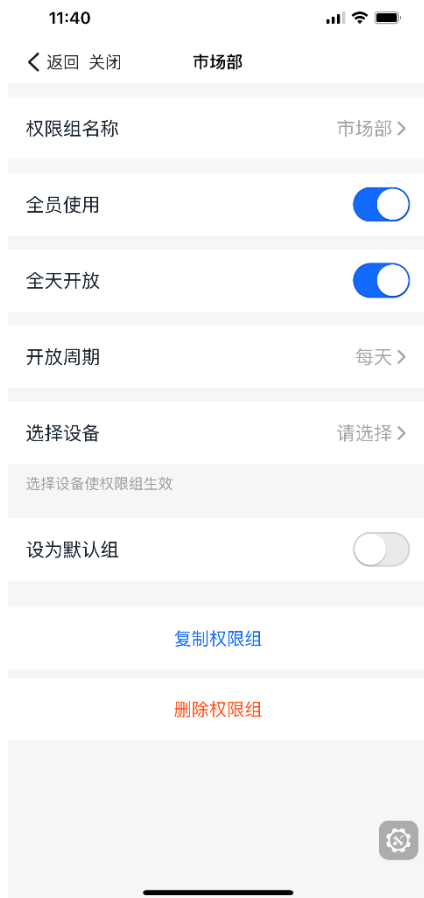 11:40
返回 关闭 市场部
权限组名称 市场部
全员使用
全天开放
开放周期 每天
选择设备 请选择
选择设备使权限组生效
设为默认组
复制权限组
删除权限组